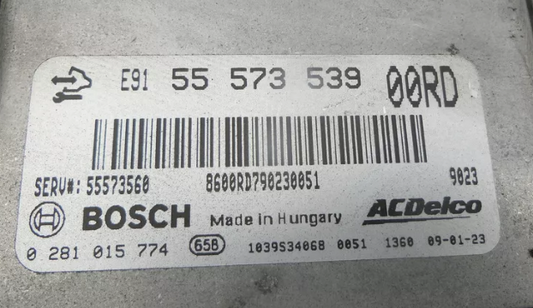 E91 55 573 539 00RD
SERV#: 55573560 8600RD790230051 9023
BOSCH Made in Hungary ACDelco
0 281 015 774 658 1039S34068 0051 1360 09-01-23